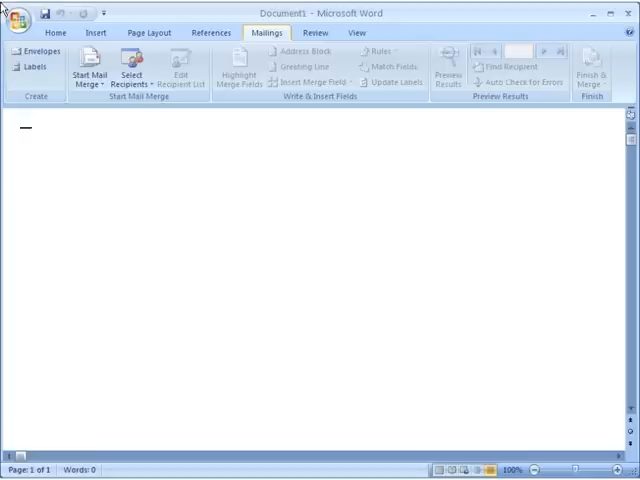 Document1 - Microsoft Word
Home Insert Page Layout References Mailings Review View
Envelopes
Labels
Create
Start Mail
Merge
Select
Recipients
Edit
Recipient List
Start Mail Merge
Highlight
Merge Fields
Address Block
Greeting Line
Insert Merge Field
Rules
Match Fields
Update Labels
Write & Insert Fields
Preview
Results
Find Recipient
Auto Check for Errors
Preview Results
Finish &
Merge
Finish
Page: 1 of 1 Words: 0 100%